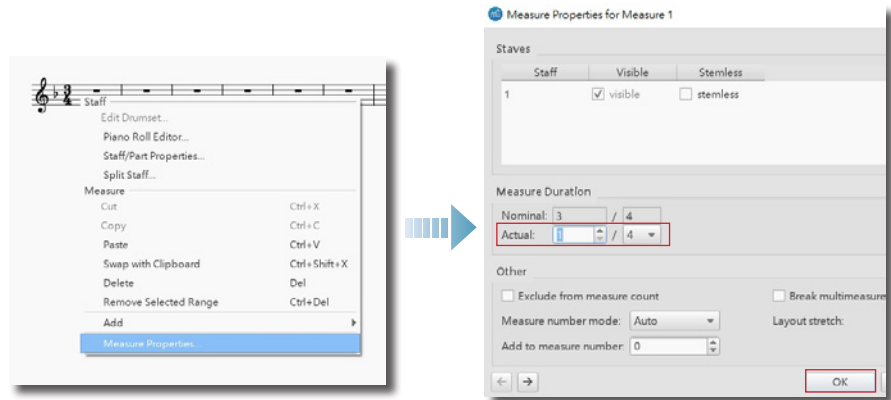 3
4
Staff
Edit Drumset...
Piano Roll Editor...
Staff/Part Properties...
Split Staff...
Measure
Cut Ctrl+X
Copy Ctrl+C
Paste Ctrl+V
Swap with Clipboard Ctrl+Shift+X
Delete Del
Remove Selected Range Ctrl+Del
Add
Measure Properties...
Measure Properties for Measure 1
Staves
Staff Visible Stemless
1 visible stemless
Measure Duration
Nominal: 3 / 4
Actual: 1 / 4
Other
Exclude from measure count Break multimeasure
Measure number mode: Auto Layout stretch:
Add to measure number: 0
OK